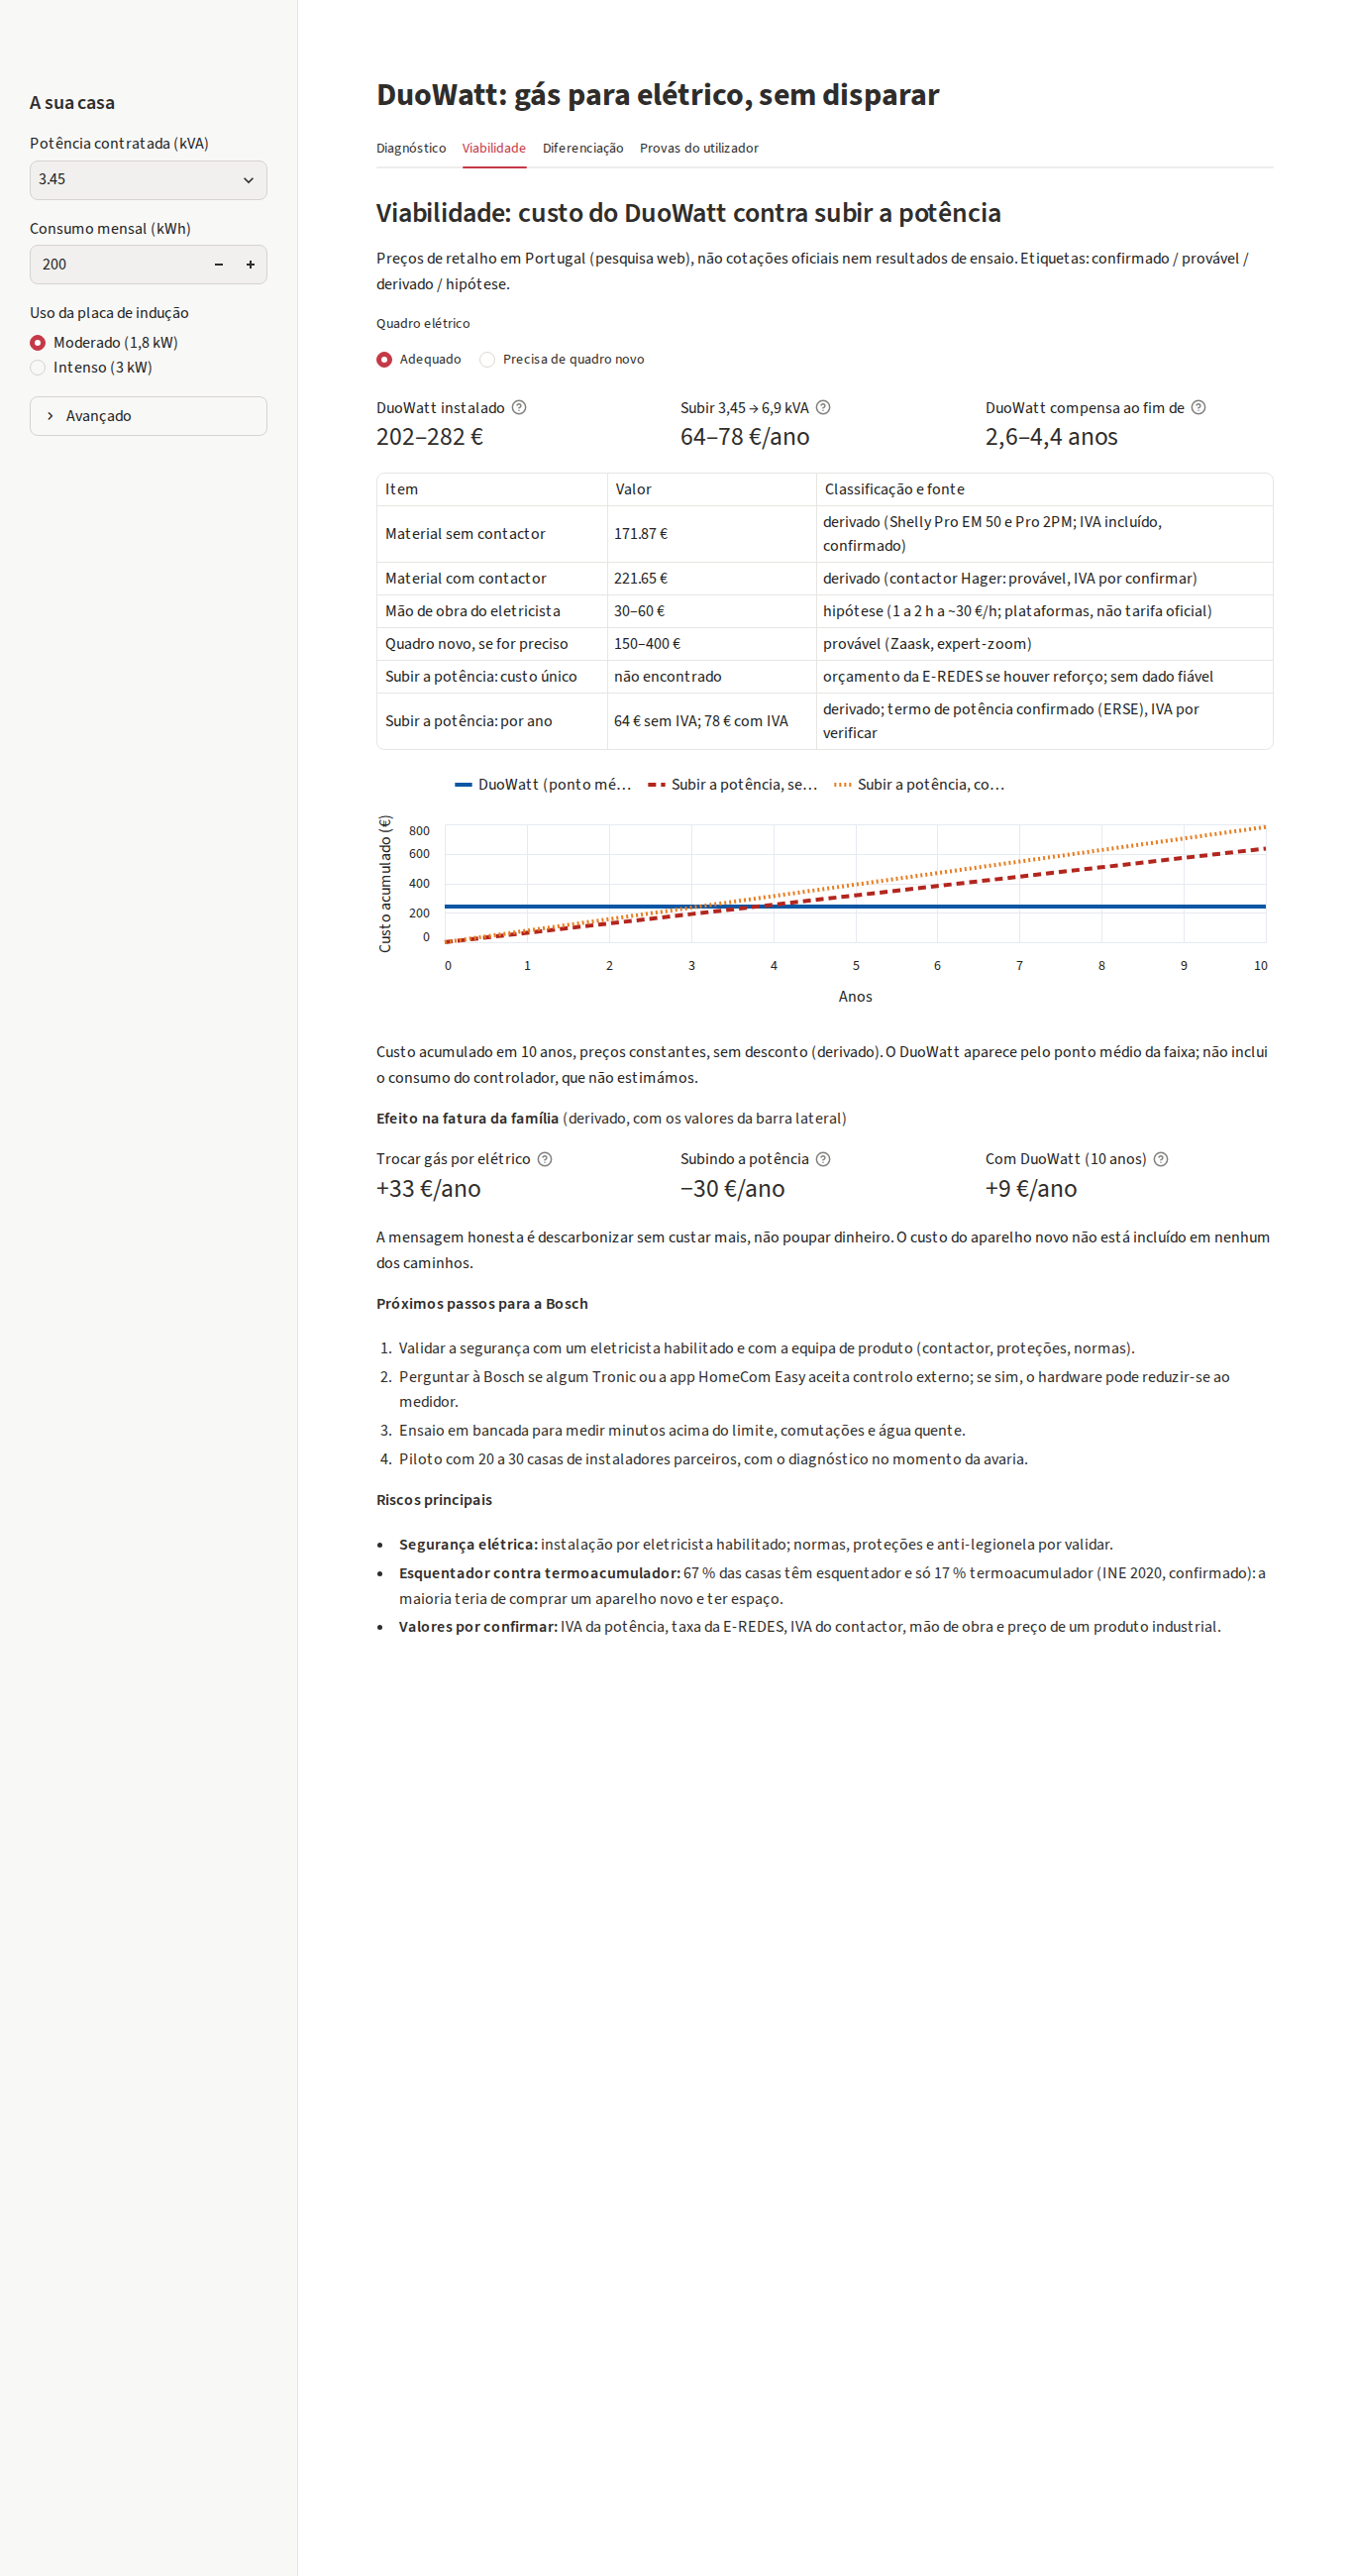 A sua casa
Potência contratada (kVA)
3.45
Consumo mensal (kWh)
200
Uso da placa de indução
Moderado (1,8 kW)
Intenso (3 kW)
Avançado
DuoWatt: gás para elétrico, sem disparar
Diagnóstico Viabilidade Diferenciação Provas do utilizador
Viabilidade: custo do DuoWatt contra subir a potência
Preços de retalho em Portugal (pesquisa web), não cotações oficiais nem resultados de ensaio. Etiquetas: confirmado / provável /
derivado / hipótese.
Quadro elétrico
Adequado Precisa de quadro novo
DuoWatt instalado Subir 3,45 → 6,9 kVA DuoWatt compensa ao fim de
202–282 € 64–78 €/ano 2,6–4,4 anos
Item Valor Classificação e fonte
Material sem contactor 171.87 € derivado (Shelly Pro EM 50 e Pro 2PM; IVA incluído,
confirmado)
Material com contactor 221.65 € derivado (contactor Hager: provável, IVA por confirmar)
Mão de obra do eletricista 30–60 € hipótese (1 a 2 h a ~30 €/h; plataformas, não tarifa oficial)
Quadro novo, se for preciso 150–400 € provável (Zaask, expert-zoom)
Subir a potência: custo único não encontrado orçamento da E-REDES se houver reforço; sem dado fiável
Subir a potência: por ano 64 € sem IVA; 78 € com IVA derivado; termo de potência confirmado (ERSE), IVA por
verificar
DuoWatt (ponto mé… Subir a potência, se… Subir a potência, co…
Custo acumulado (€)
800
600
400
200
0
0 1 2 3 4 5 6 7 8 9 10
Anos
Custo acumulado em 10 anos, preços constantes, sem desconto (derivado). O DuoWatt aparece pelo ponto médio da faixa; não inclui
o consumo do controlador, que não estimámos.
Efeito na fatura da família (derivado, com os valores da barra lateral)
Trocar gás por elétrico Subindo a potência Com DuoWatt (10 anos)
+33 €/ano −30 €/ano +9 €/ano
A mensagem honesta é descarbonizar sem custar mais, não poupar dinheiro. O custo do aparelho novo não está incluído em nenhum
dos caminhos.
Próximos passos para a Bosch
1. Validar a segurança com um eletricista habilitado e com a equipa de produto (contactor, proteções, normas).
2. Perguntar à Bosch se algum Tronic ou a app HomeCom Easy aceita controlo externo; se sim, o hardware pode reduzir-se ao
medidor.
3. Ensaio em bancada para medir minutos acima do limite, comutações e água quente.
4. Piloto com 20 a 30 casas de instaladores parceiros, com o diagnóstico no momento da avaria.
Riscos principais
• Segurança elétrica: instalação por eletricista habilitado; normas, proteções e anti-legionela por validar.
• Esquentador contra termoacumulador: 67 % das casas têm esquentador e só 17 % termoacumulador (INE 2020, confirmado): a
maioria teria de comprar um aparelho novo e ter espaço.
• Valores por confirmar: IVA da potência, taxa da E-REDES, IVA do contactor, mão de obra e preço de um produto industrial.